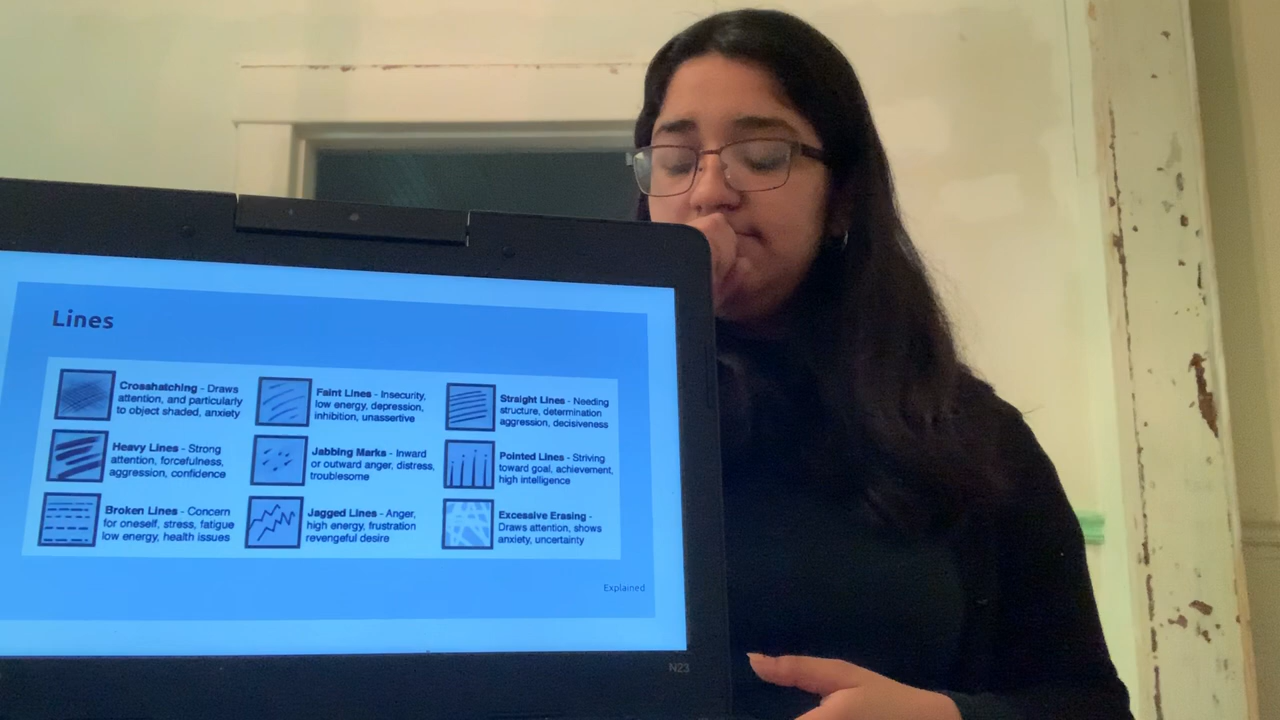 Lines
Crosshatching - Draws
attention, and particularly
to object shaded, anxiety
Faint Lines - Insecurity,
low energy, depression,
inhibition, unassertive
Straight Lines - Needing
structure, determination
aggression, decisiveness
Heavy Lines - Strong
attention, forcefulness,
aggression, confidence
Jabbing Marks - Inward
or outward anger, distress,
troublesome
Pointed Lines - Striving
toward goal, achievement,
high intelligence
Broken Lines - Concern
for oneself, stress, fatigue
low energy, health issues
Jagged Lines - Anger,
high energy, frustration
revengeful desire
Excessive Erasing -
Draws attention, shows
anxiety, uncertainty
Explained
N23